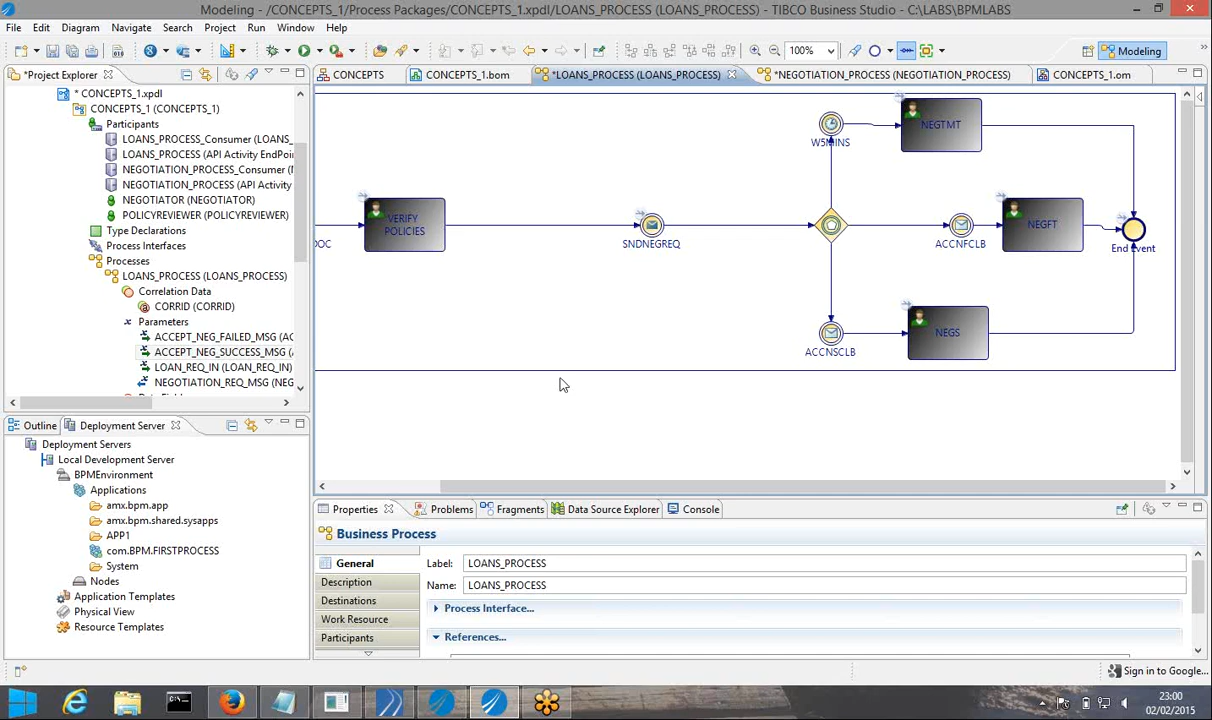 Modeling - /CONCEPTS_1/Process Packages/CONCEPTS_1.xpdl/LOANS_PROCESS (LOANS_PROCESS) - TIBCO Business Studio - C:\LABS\BPMLABS
File Edit Diagram Navigate Search Project Run Window Help
100%
Modeling
*Project Explorer
CONCEPTS
CONCEPTS_1.bom
*LOANS_PROCESS (LOANS_PROCESS)
*NEGOTIATION_PROCESS (NEGOTIATION_PROCESS)
CONCEPTS_1.om
* CONCEPTS_1.xpdl
CONCEPTS_1 (CONCEPTS_1)
Participants
LOANS_PROCESS_Consumer (LOANS_
LOANS_PROCESS (API Activity EndPoi
NEGOTIATION_PROCESS_Consumer (
NEGOTIATION_PROCESS (API Activity
NEGOTIATOR (NEGOTIATOR)
POLICYREVIEWER (POLICYREVIEWER)
Type Declarations
Process Interfaces
Processes
LOANS_PROCESS (LOANS_PROCESS)
Correlation Data
CORRID (CORRID)
Parameters
ACCEPT_NEG_FAILED_MSG (AC
ACCEPT_NEG_SUCCESS_MSG (
LOAN_REQ_IN (LOAN_REQ_IN)
NEGOTIATION_REQ_MSG (NEG
W5MINS
NEGTMT
DOC
VERIFY
POLICIES
SNDNEGREQ
ACCNFCLB
NEGFT
End Event
ACCNSCLB
NEGS
Outline
Deployment Server
Deployment Servers
Local Development Server
BPMEnvironment
Applications
amx.bpm.app
amx.bpm.shared.sysapps
APP1
com.BPM.FIRSTPROCESS
System
Nodes
Application Templates
Physical View
Resource Templates
Properties
Problems
Fragments
Data Source Explorer
Console
Business Process
General
Description
Destinations
Work Resource
Participants
Label: LOANS_PROCESS
Name: LOANS_PROCESS
Process Interface...
References...
Sign in to Google...
23:00
02/02/2015